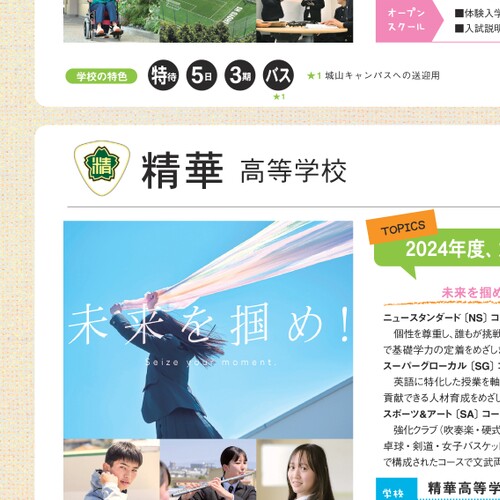 オープン
スクール
■体験入学
■入試説明
学校の特色
特待 5日 3期 バス
★1 城山キャンパスへの送迎用
★1
精
精華 高等学校
TOPICS
2024年度、
未来を掴め
未来を掴め!
Seize your moment.
ニュースタンダード〔NS〕コ
個性を尊重し、誰もが挑戦
で基礎学力の定着をめざし
スーパーグローカル〔SG〕コ
英語に特化した授業を軸
貢献できる人材育成をめざし
スポーツ&アート〔SA〕コー
強化クラブ（吹奏楽・硬式
卓球・剣道・女子バスケット
で構成されたコースで文武両
学校
精華高等学